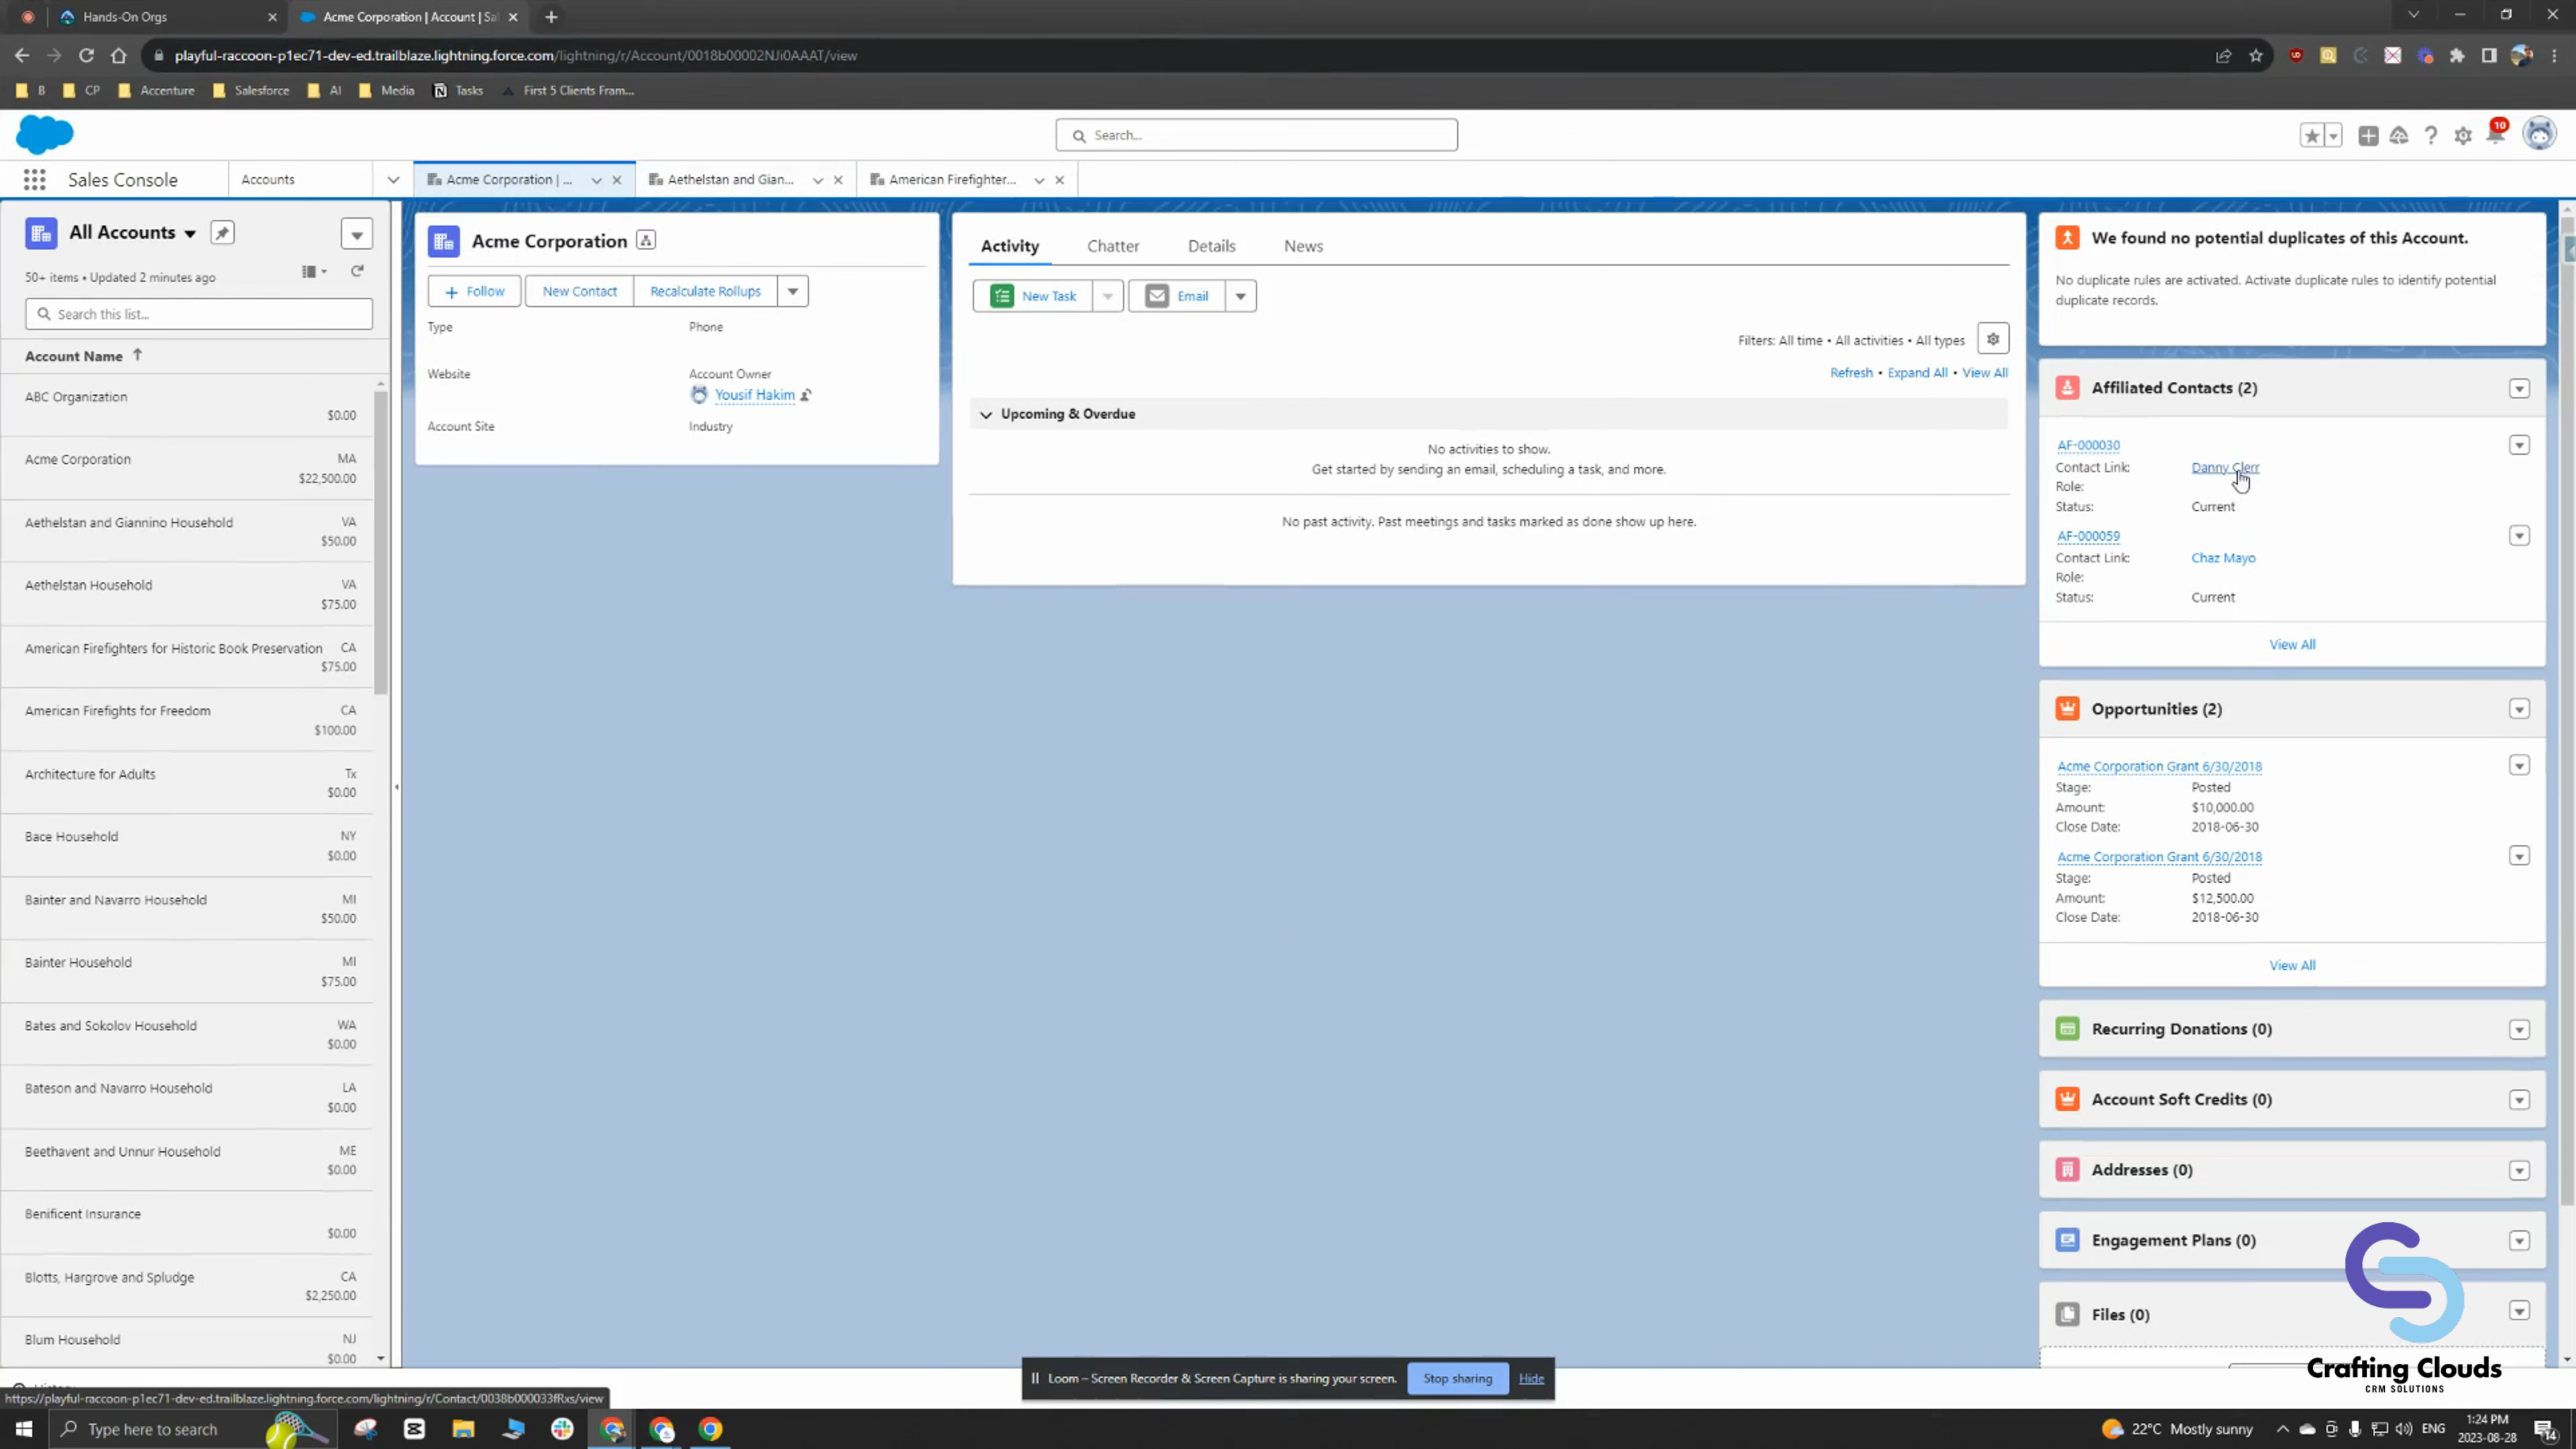 Hands-On Orgs
Acme Corporation | Account | Sa
playful-raccoon-p1ec71-dev-ed.trailblaze.lightning.force.com/lightning/r/Account/0018b00002NJi0AAAT/view
B CP Accenture Salesforce AI Media Tasks First 5 Clients Fram...
Search...
10
Sales Console Accounts Acme Corporation | ... Aethelstan and Gian... American Firefighter...
All Accounts
50+ items • Updated 2 minutes ago
Search this list...
Account Name
ABC Organization
$0.00
Acme Corporation MA
$22,500.00
Aethelstan and Giannino Household VA
$50.00
Aethelstan Household VA
$75.00
American Firefighters for Historic Book Preservation CA
$75.00
American Firefights for Freedom CA
$100.00
Architecture for Adults Tx
$0.00
Bace Household NY
$0.00
Bainter and Navarro Household MI
$50.00
Bainter Household MI
$75.00
Bates and Sokolov Household WA
$0.00
Bateson and Navarro Household LA
$0.00
Beethavent and Unnur Household ME
$0.00
Benificent Insurance
$0.00
Blotts, Hargrove and Spludge CA
$2,250.00
Blum Household NJ
$0.00
Acme Corporation
Follow New Contact Recalculate Rollups
Type Phone
Website Account Owner
Yousif Hakim
Account Site Industry
Activity Chatter Details News
New Task Email
Filters: All time • All activities • All types
Refresh • Expand All • View All
Upcoming & Overdue
No activities to show.
Get started by sending an email, scheduling a task, and more.
No past activity. Past meetings and tasks marked as done show up here.
We found no potential duplicates of this Account.
No duplicate rules are activated. Activate duplicate rules to identify potential
duplicate records.
Affiliated Contacts (2)
AF-000030
Contact Link: Danny Clerr
Role:
Status: Current
AF-000059
Contact Link: Chaz Mayo
Role:
Status: Current
View All
Opportunities (2)
Acme Corporation Grant 6/30/2018
Stage: Posted
Amount: $10,000.00
Close Date: 2018-06-30
Acme Corporation Grant 6/30/2018
Stage: Posted
Amount: $12,500.00
Close Date: 2018-06-30
View All
Recurring Donations (0)
Account Soft Credits (0)
Addresses (0)
Engagement Plans (0)
Files (0)
Crafting Clouds
CRM SOLUTIONS
Loom – Screen Recorder & Screen Capture is sharing your screen. Stop sharing Hide
https://playful-raccoon-p1ec71-dev-ed.trailblaze.lightning.force.com/lightning/r/Contact/0038b000033fRxs/view
Type here to search
22°C Mostly sunny
ENG
1:24 PM
2023-08-28
14